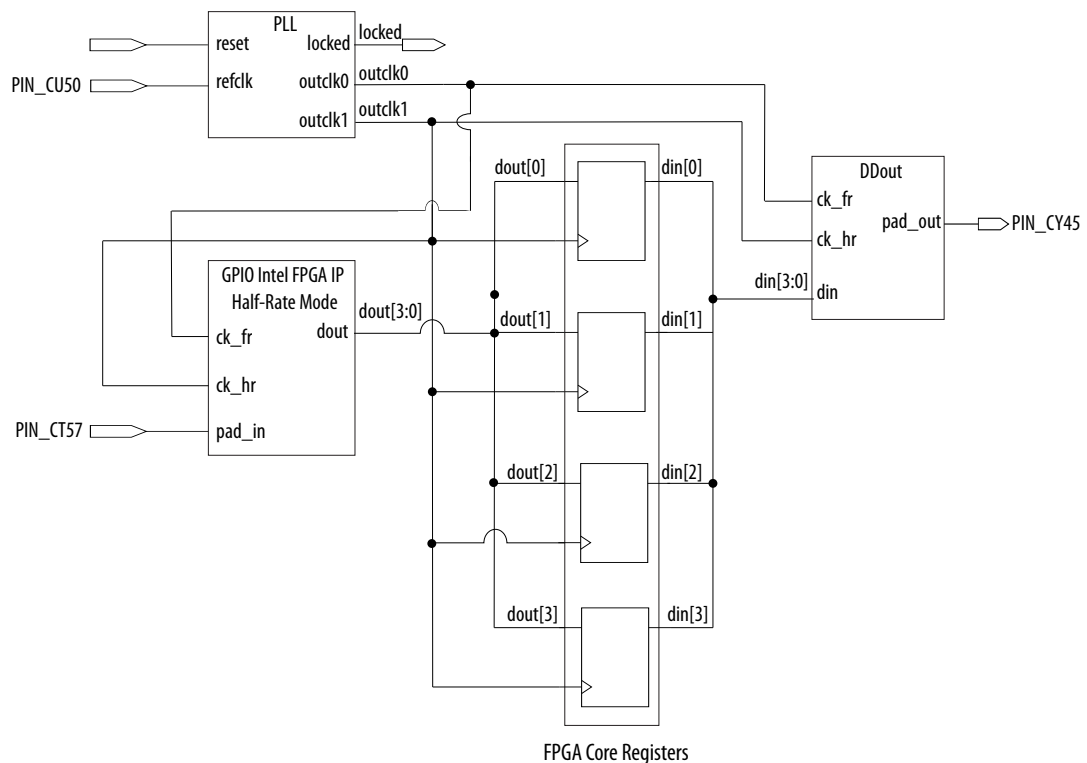 PLL
reset
locked
locked
PIN_CU50
refclk
outclk0
outclk0
outclk1
outclk1
dout[0]
din[0]
DDout
ck_fr
pad_out
PIN_CY45
ck_hr
din[3:0]
din
GPIO Intel FPGA IP
Half-Rate Mode
dout[3:0]
dout
dout[1]
din[1]
ck_fr
ck_hr
PIN_CT57
pad_in
dout[2]
din[2]
dout[3]
din[3]
FPGA Core Registers